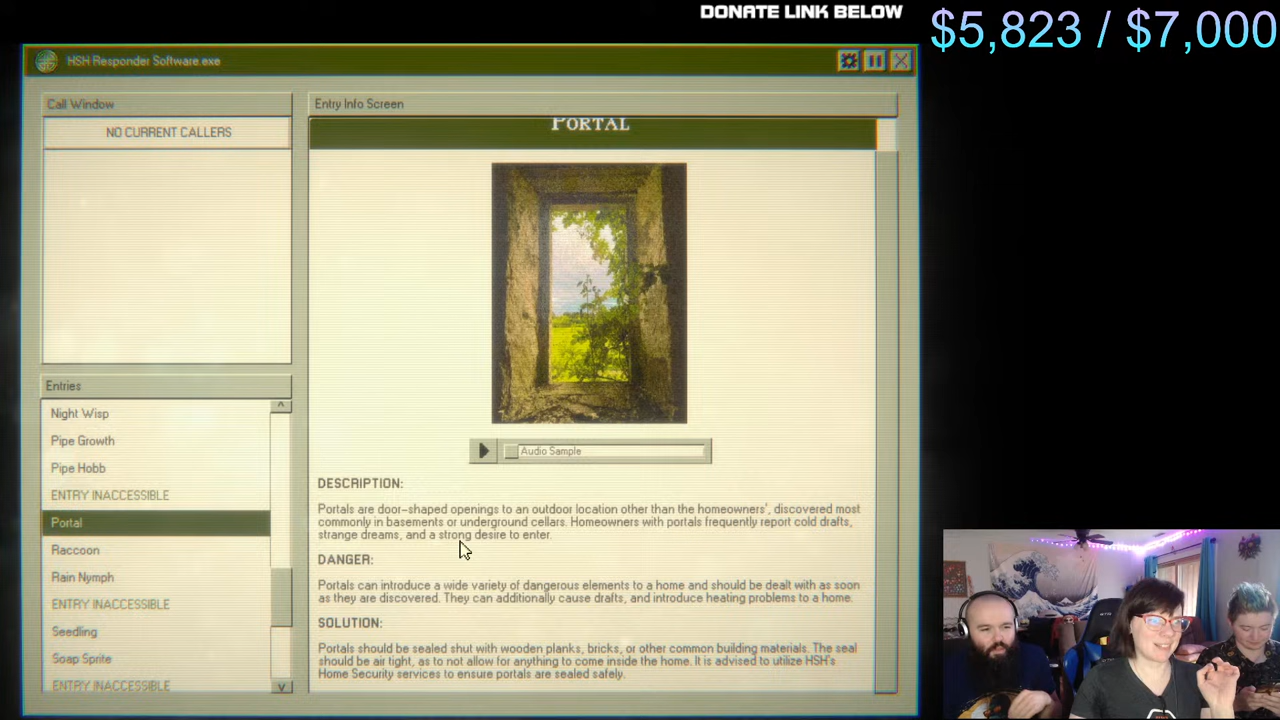 DONATE LINK BELOW
$5,823 / $7,000
HSH Responder Software.exe
Call Window
NO CURRENT CALLERS
Entry Info Screen
PORTAL
Audio Sample
DESCRIPTION:
Portals are door-shaped openings to an outdoor location other than the homeowners', discovered most
commonly in basements or underground cellars. Homeowners with portals frequently report cold drafts,
strange dreams, and a strong desire to enter.
DANGER:
Portals can introduce a wide variety of dangerous elements to a home and should be dealt with as soon
as they are discovered. They can additionally cause drafts, and introduce heating problems to a home.
SOLUTION:
Portals should be sealed shut with wooden planks, bricks, or other common building materials. The seal
should be air tight, as to not allow for anything to come inside the home. It is advised to utilize HSH's
Home Security services to ensure portals are sealed safely.
Entries
Night Wisp
Pipe Growth
Pipe Hobb
ENTRY INACCESSIBLE
Portal
Raccoon
Rain Nymph
ENTRY INACCESSIBLE
Seedling
Soap Sprite
ENTRY INACCESSIBLE